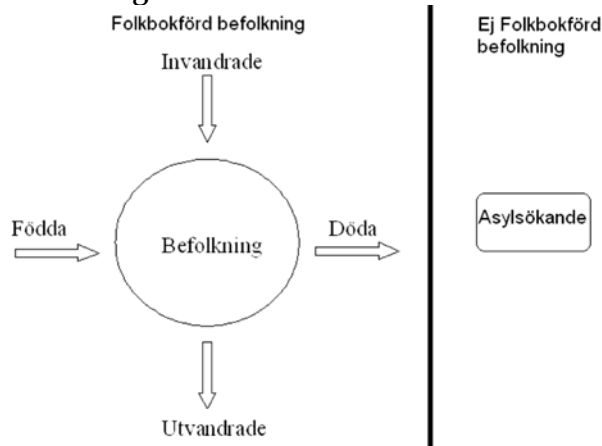 Folkbokförd befolkning
Ej Folkbokförd
befolkning
Invandrade
Födda
Befolkning
Döda
Asylsökande
Utvandrade